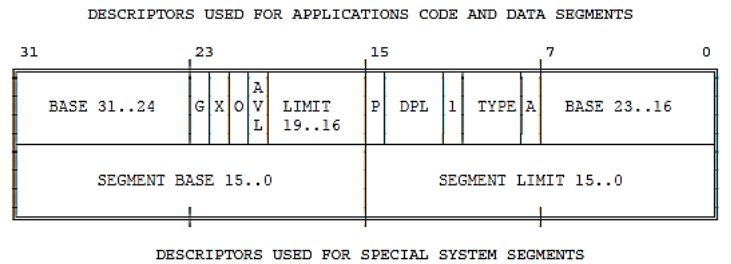 DESCRIPTORS USED FOR APPLICATIONS CODE AND DATA SEGMENTS
31 23 15 7 0
BASE 31..24 G X O AVL LIMIT 19..16 P DPL 1 TYPE A BASE 23..16
SEGMENT BASE 15..0 SEGMENT LIMIT 15..0
DESCRIPTORS USED FOR SPECIAL SYSTEM SEGMENTS